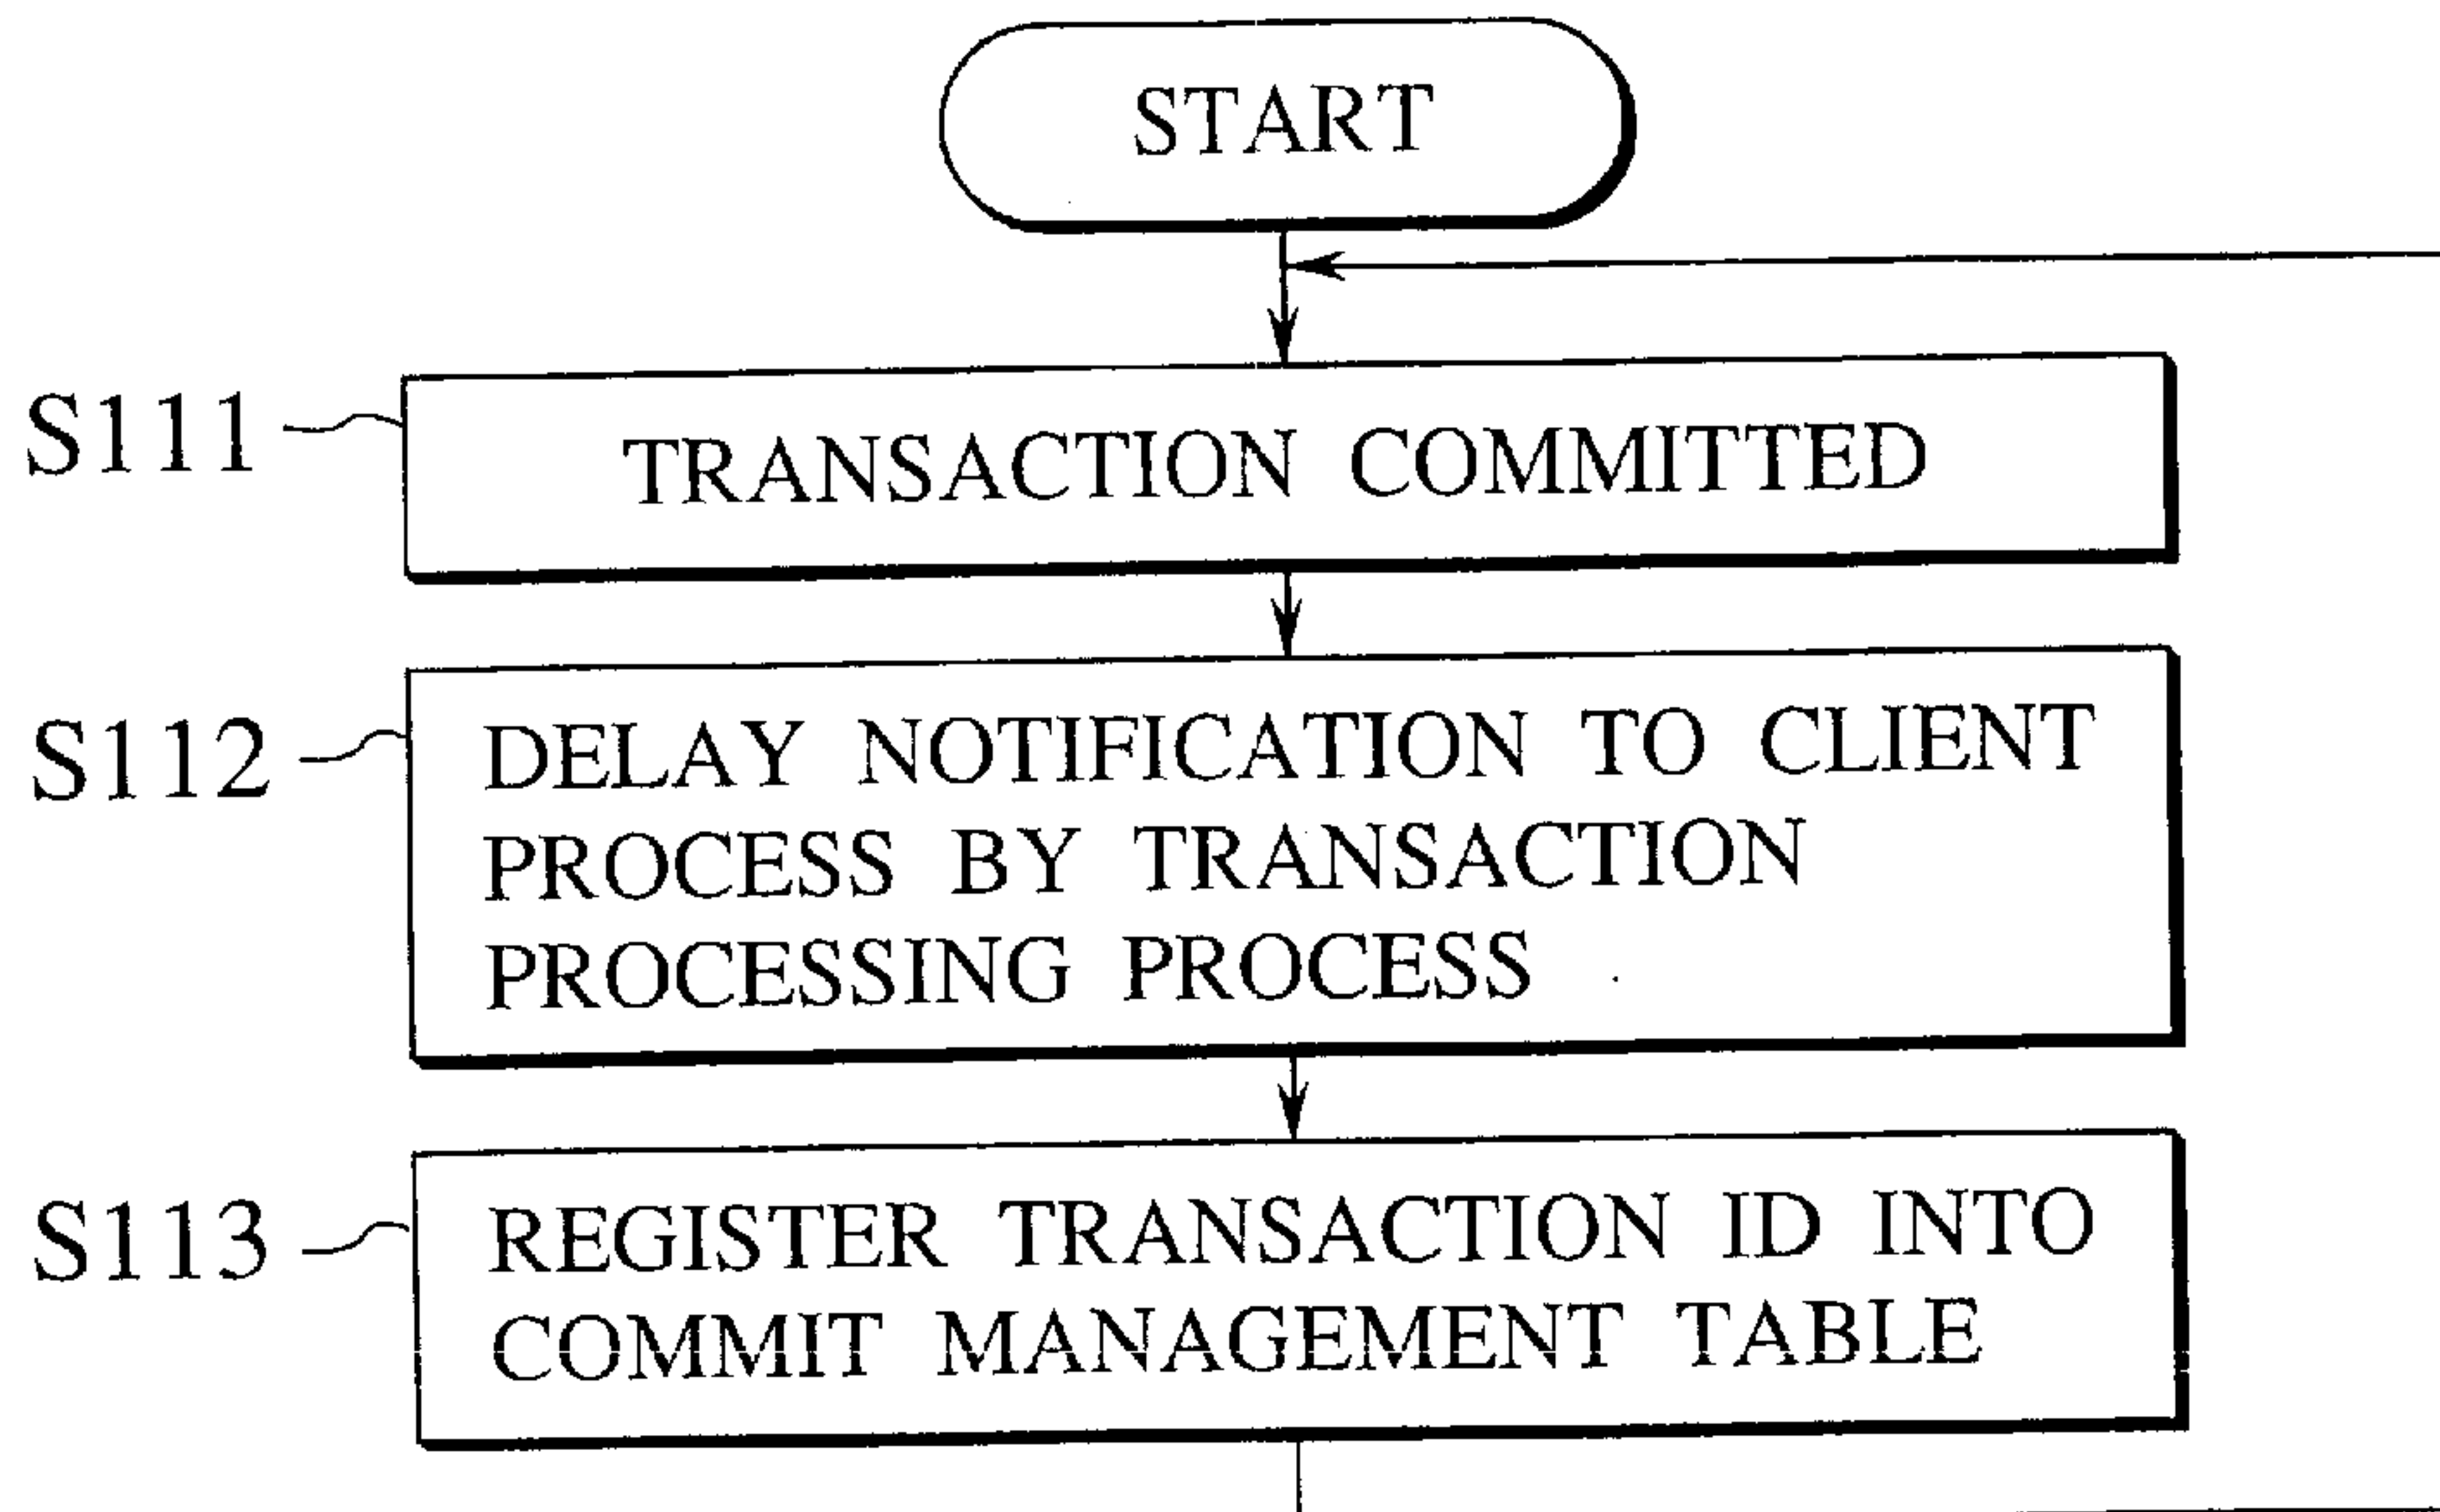 START
S111
TRANSACTION COMMITTED
S112
DELAY NOTIFICATION TO CLIENT
PROCESS BY TRANSACTION
PROCESSING PROCESS
S113
REGISTER TRANSACTION ID INTO
COMMIT MANAGEMENT TABLE